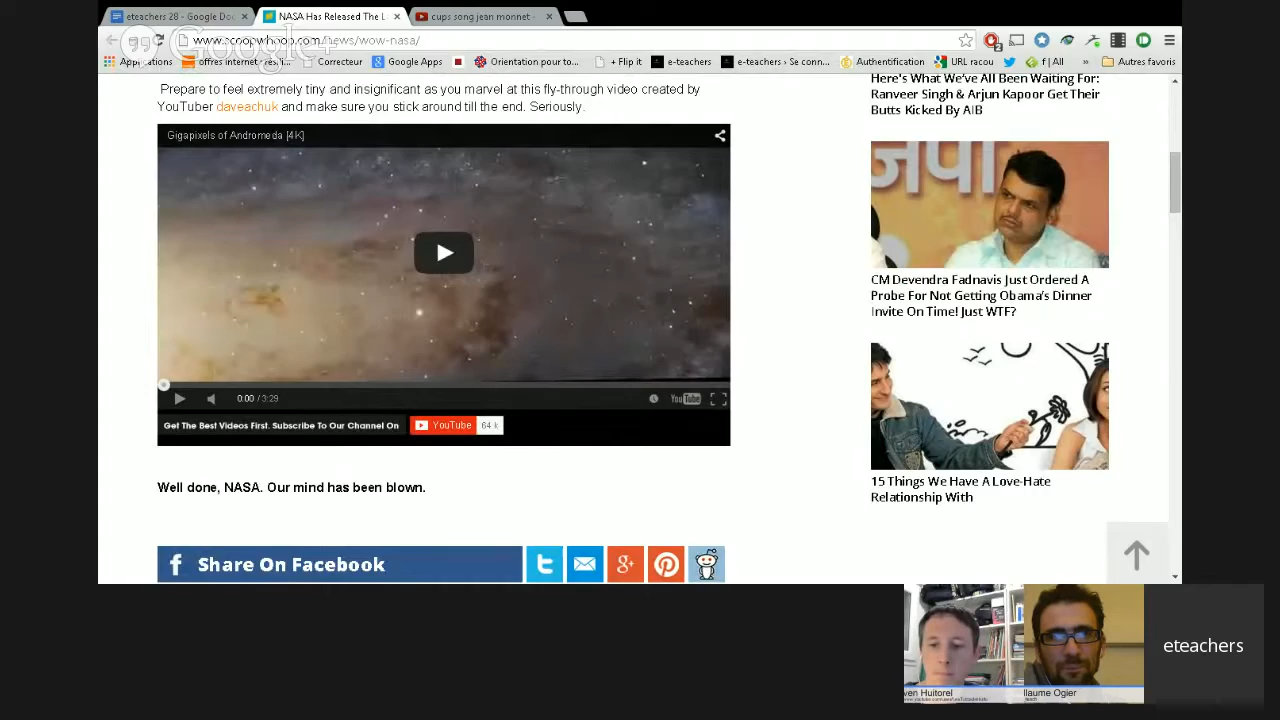 eteachers 28 - Google Do
NASA Has Released The L
cups song jean monnet -
Google+
www.scoopwhoop.com/news/wow-nasa/
Applications
offres internet res
Correcteur
Google Apps
Orientation pour to...
+ Flip it
e-teachers
e-teachers › Se conn...
Authentification
URL racou
f | All
»
Autres favoris
Prepare to feel extremely tiny and insignificant as you marvel at this fly-through video created by
YouTuber daveachuk and make sure you stick around till the end. Seriously.
Gigapixels of Andromeda [4K]
0:00 / 3:29
YouTube
Get The Best Videos First. Subscribe To Our Channel On
YouTube
64 k
Well done, NASA. Our mind has been blown.
f Share On Facebook
Here's What We've All Been Waiting For:
Ranveer Singh & Arjun Kapoor Get Their
Butts Kicked By AIB
जपा
CM Devendra Fadnavis Just Ordered A
Probe For Not Getting Obama's Dinner
Invite On Time! Just WTF?
15 Things We Have A Love-Hate
Relationship With
ven Huitorel
llaume Ogier
eteachers